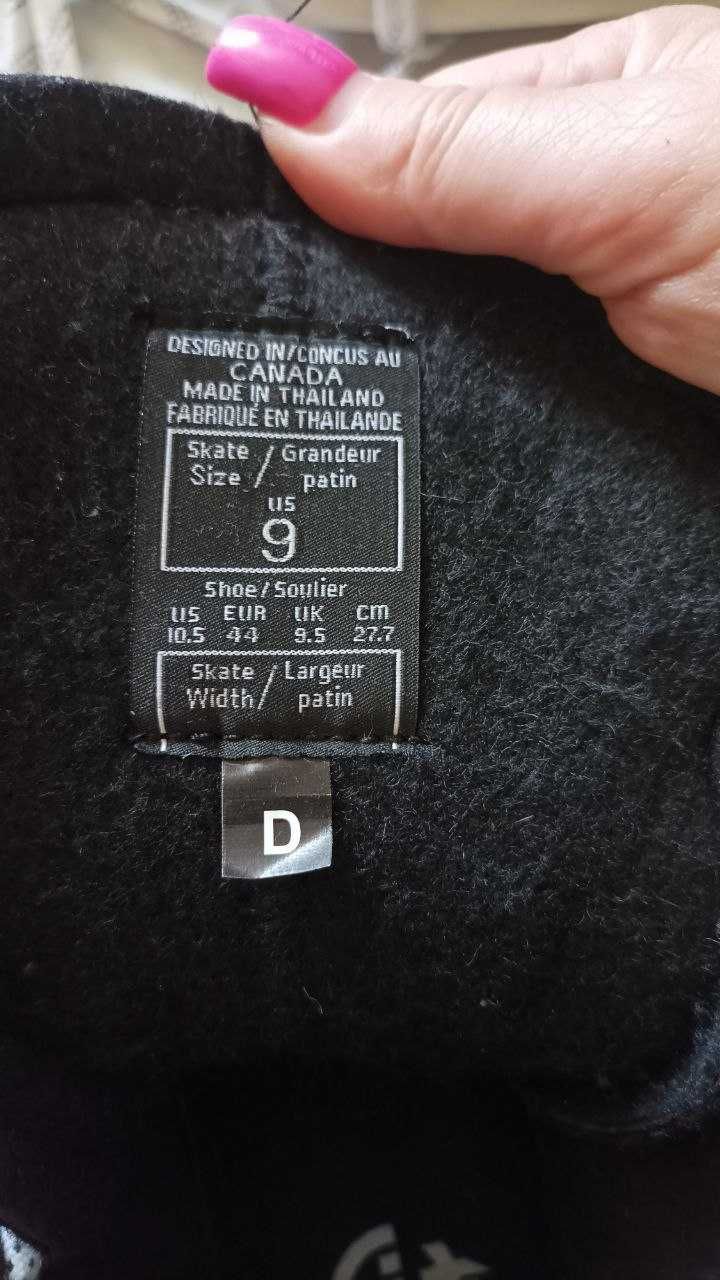 DESIGNED IN/CONCUS AU
CANADA
MADE IN THAILAND
FABRIQUÉ EN THAILANDE
Skate / Grandeur
Size / patin
US
9
Shoe/Soulier
US EUR UK CM
10.5 44 9.5 27.7
Skate / Largeur
Width / patin
D